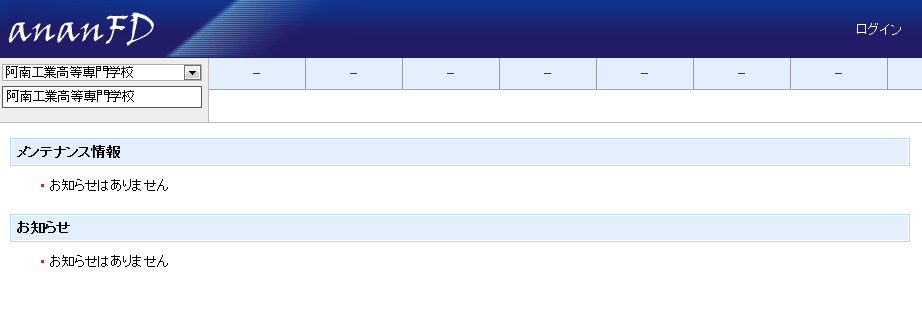 ananFD
ログイン
阿南工業高等専門学校
– – – – – – –
阿南工業高等専門学校
メンテナンス情報
・お知らせはありません
お知らせ
・お知らせはありません